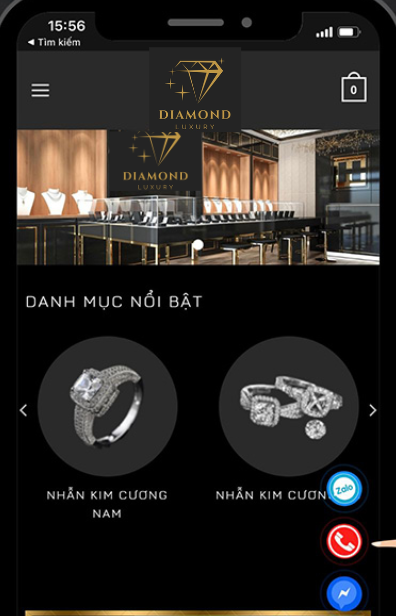 15:56
◀ Tìm kiếm
0
DIAMOND
LUXURY
DIAMOND
LUXURY
DANH MỤC NỔI BẬT
NHẪN KIM CƯƠNG
NAM
NHẪN KIM CƯƠN
Zalo